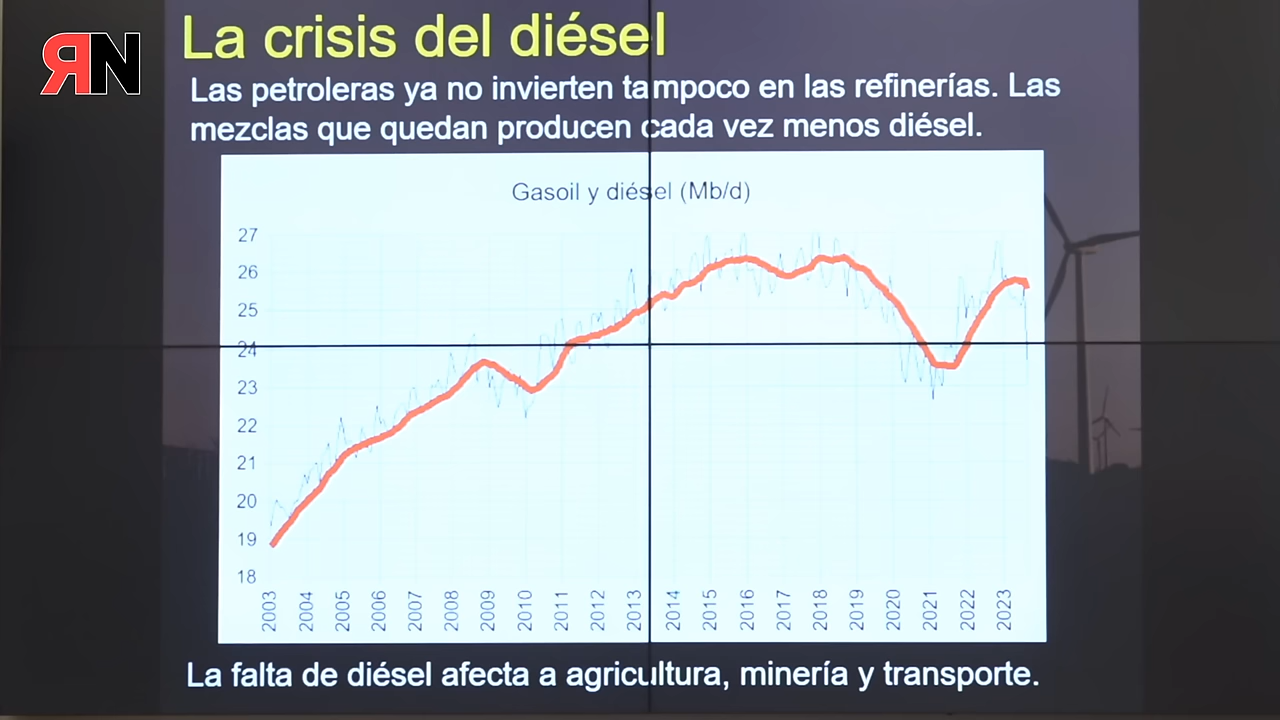 ЯN
La crisis del diésel
Las petroleras ya no invierten tampoco en las refinerías. Las
mezclas que quedan producen cada vez menos diésel.
Gasoil y diésel (Mb/d)
27
26
25
24
23
22
21
20
19
18
2003 2004 2005 2006 2007 2008 2009 2010 2011 2012 2013 2014 2015 2016 2017 2018 2019 2020 2021 2022 2023
La falta de diésel afecta a agricultura, minería y transporte.